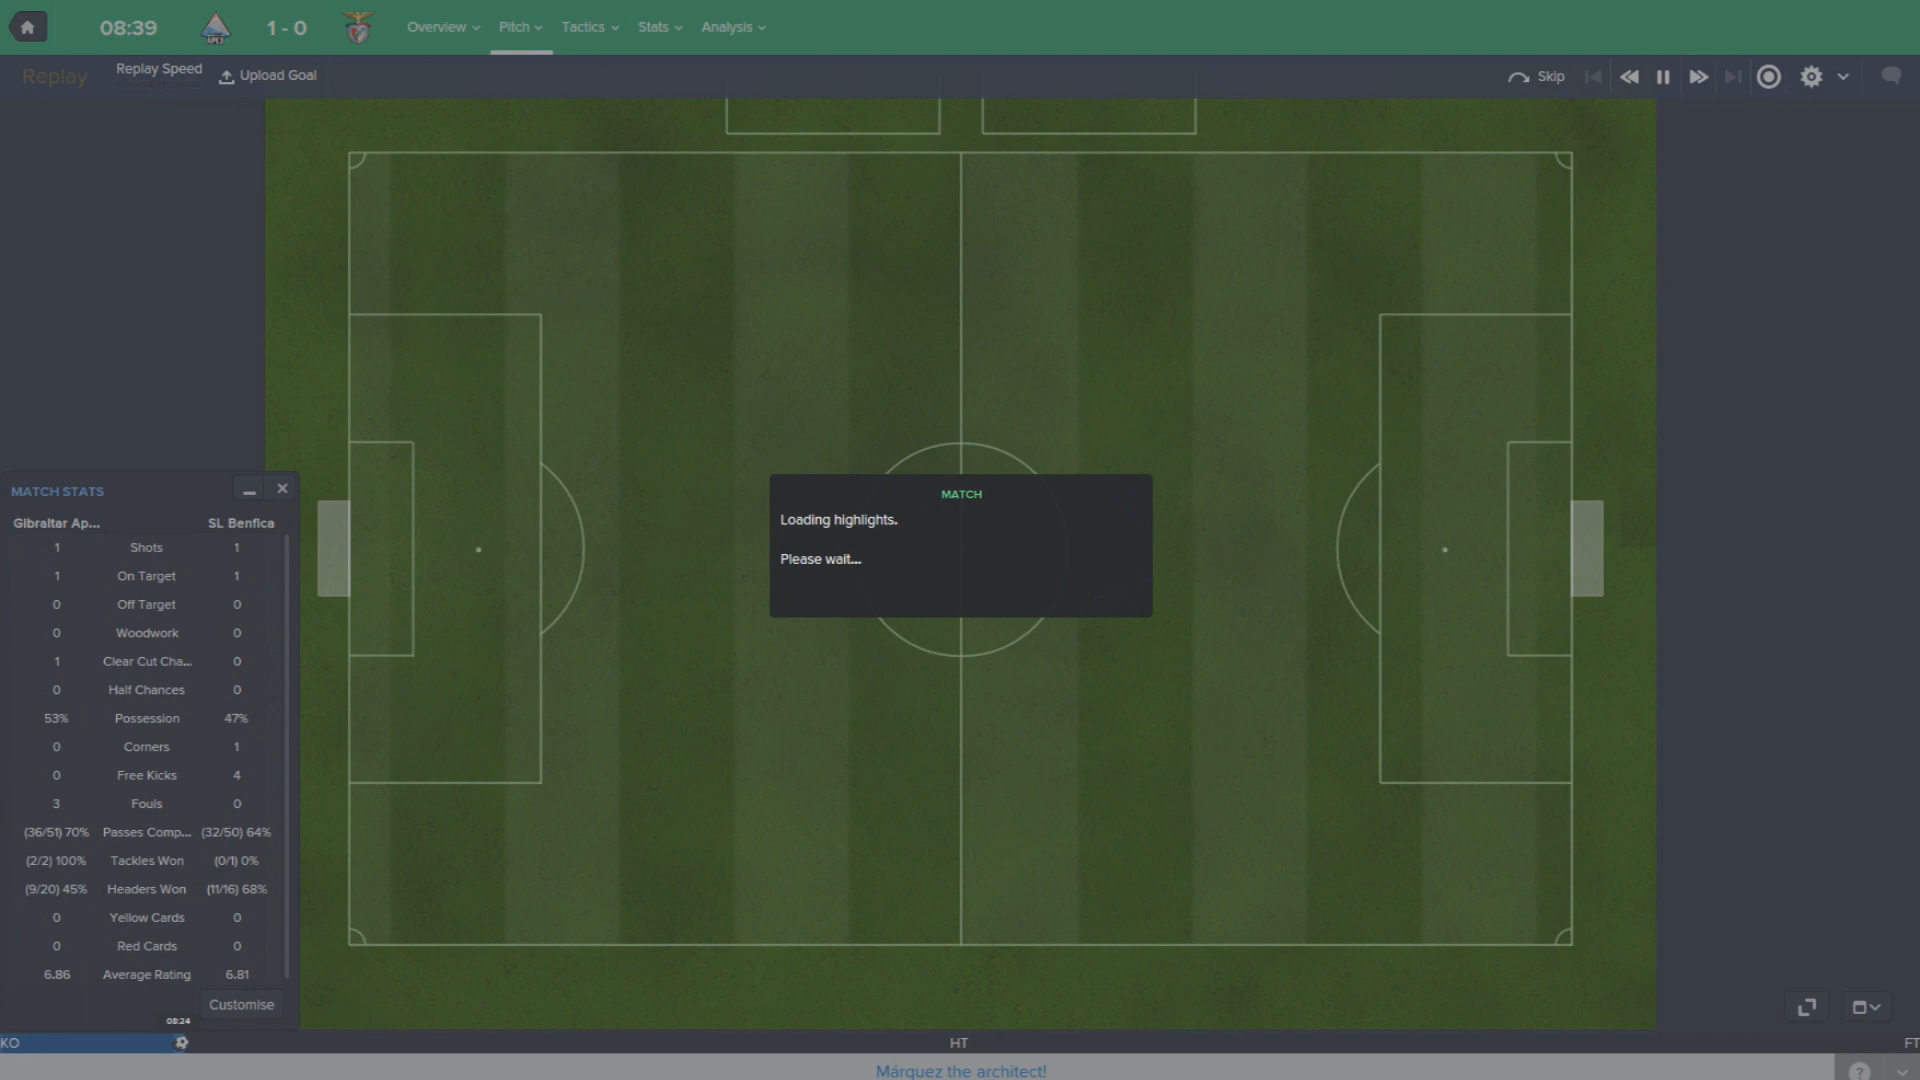 08:39
1 - 0
Overview
Pitch
Tactics
Stats
Analysis
Replay
Replay Speed
Upload Goal
Skip
MATCH
Loading highlights.
Please wait...
MATCH STATS
Gibraltar Ap... SL Benfica
1 Shots 1
1 On Target 1
0 Off Target 0
0 Woodwork 0
1 Clear Cut Cha... 0
0 Half Chances 0
53% Possession 47%
0 Corners 1
0 Free Kicks 4
3 Fouls 0
(36/51) 70% Passes Comp... (32/50) 64%
(2/2) 100% Tackles Won (0/1) 0%
(9/20) 45% Headers Won (11/16) 68%
0 Yellow Cards 0
0 Red Cards 0
6.86 Average Rating 6.81
Customise
08:24
KO HT FT
Márquez the architect!
?